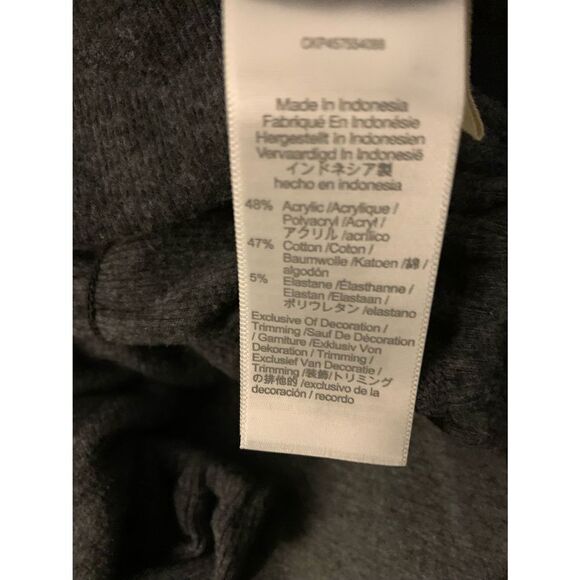 CKP457554088
Made In Indonesia
Fabriqué En Indonésie
Hergestellt In Indonesien
Vervaardigd In Indonesië
インドネシア製
hecho en indonesia
48% Acrylic /Acrylique /
Polyacryl /Acryl /
アクリル /acrílico
47% Cotton /Coton /
Baumwolle /Katoen /綿 /
algodón
5% Elastane /Élasthanne /
Elastan /Elastaan /
ポリウレタン /elastano
Exclusive Of Decoration /
Trimming /Sauf De Décoration
/ Garniture /Exklusiv Von
Dekoration / Trimming /
Exclusief Van Decoratie /
Trimming /装飾/トリミング
の排他的 /exclusivo de la
decoración / recordo